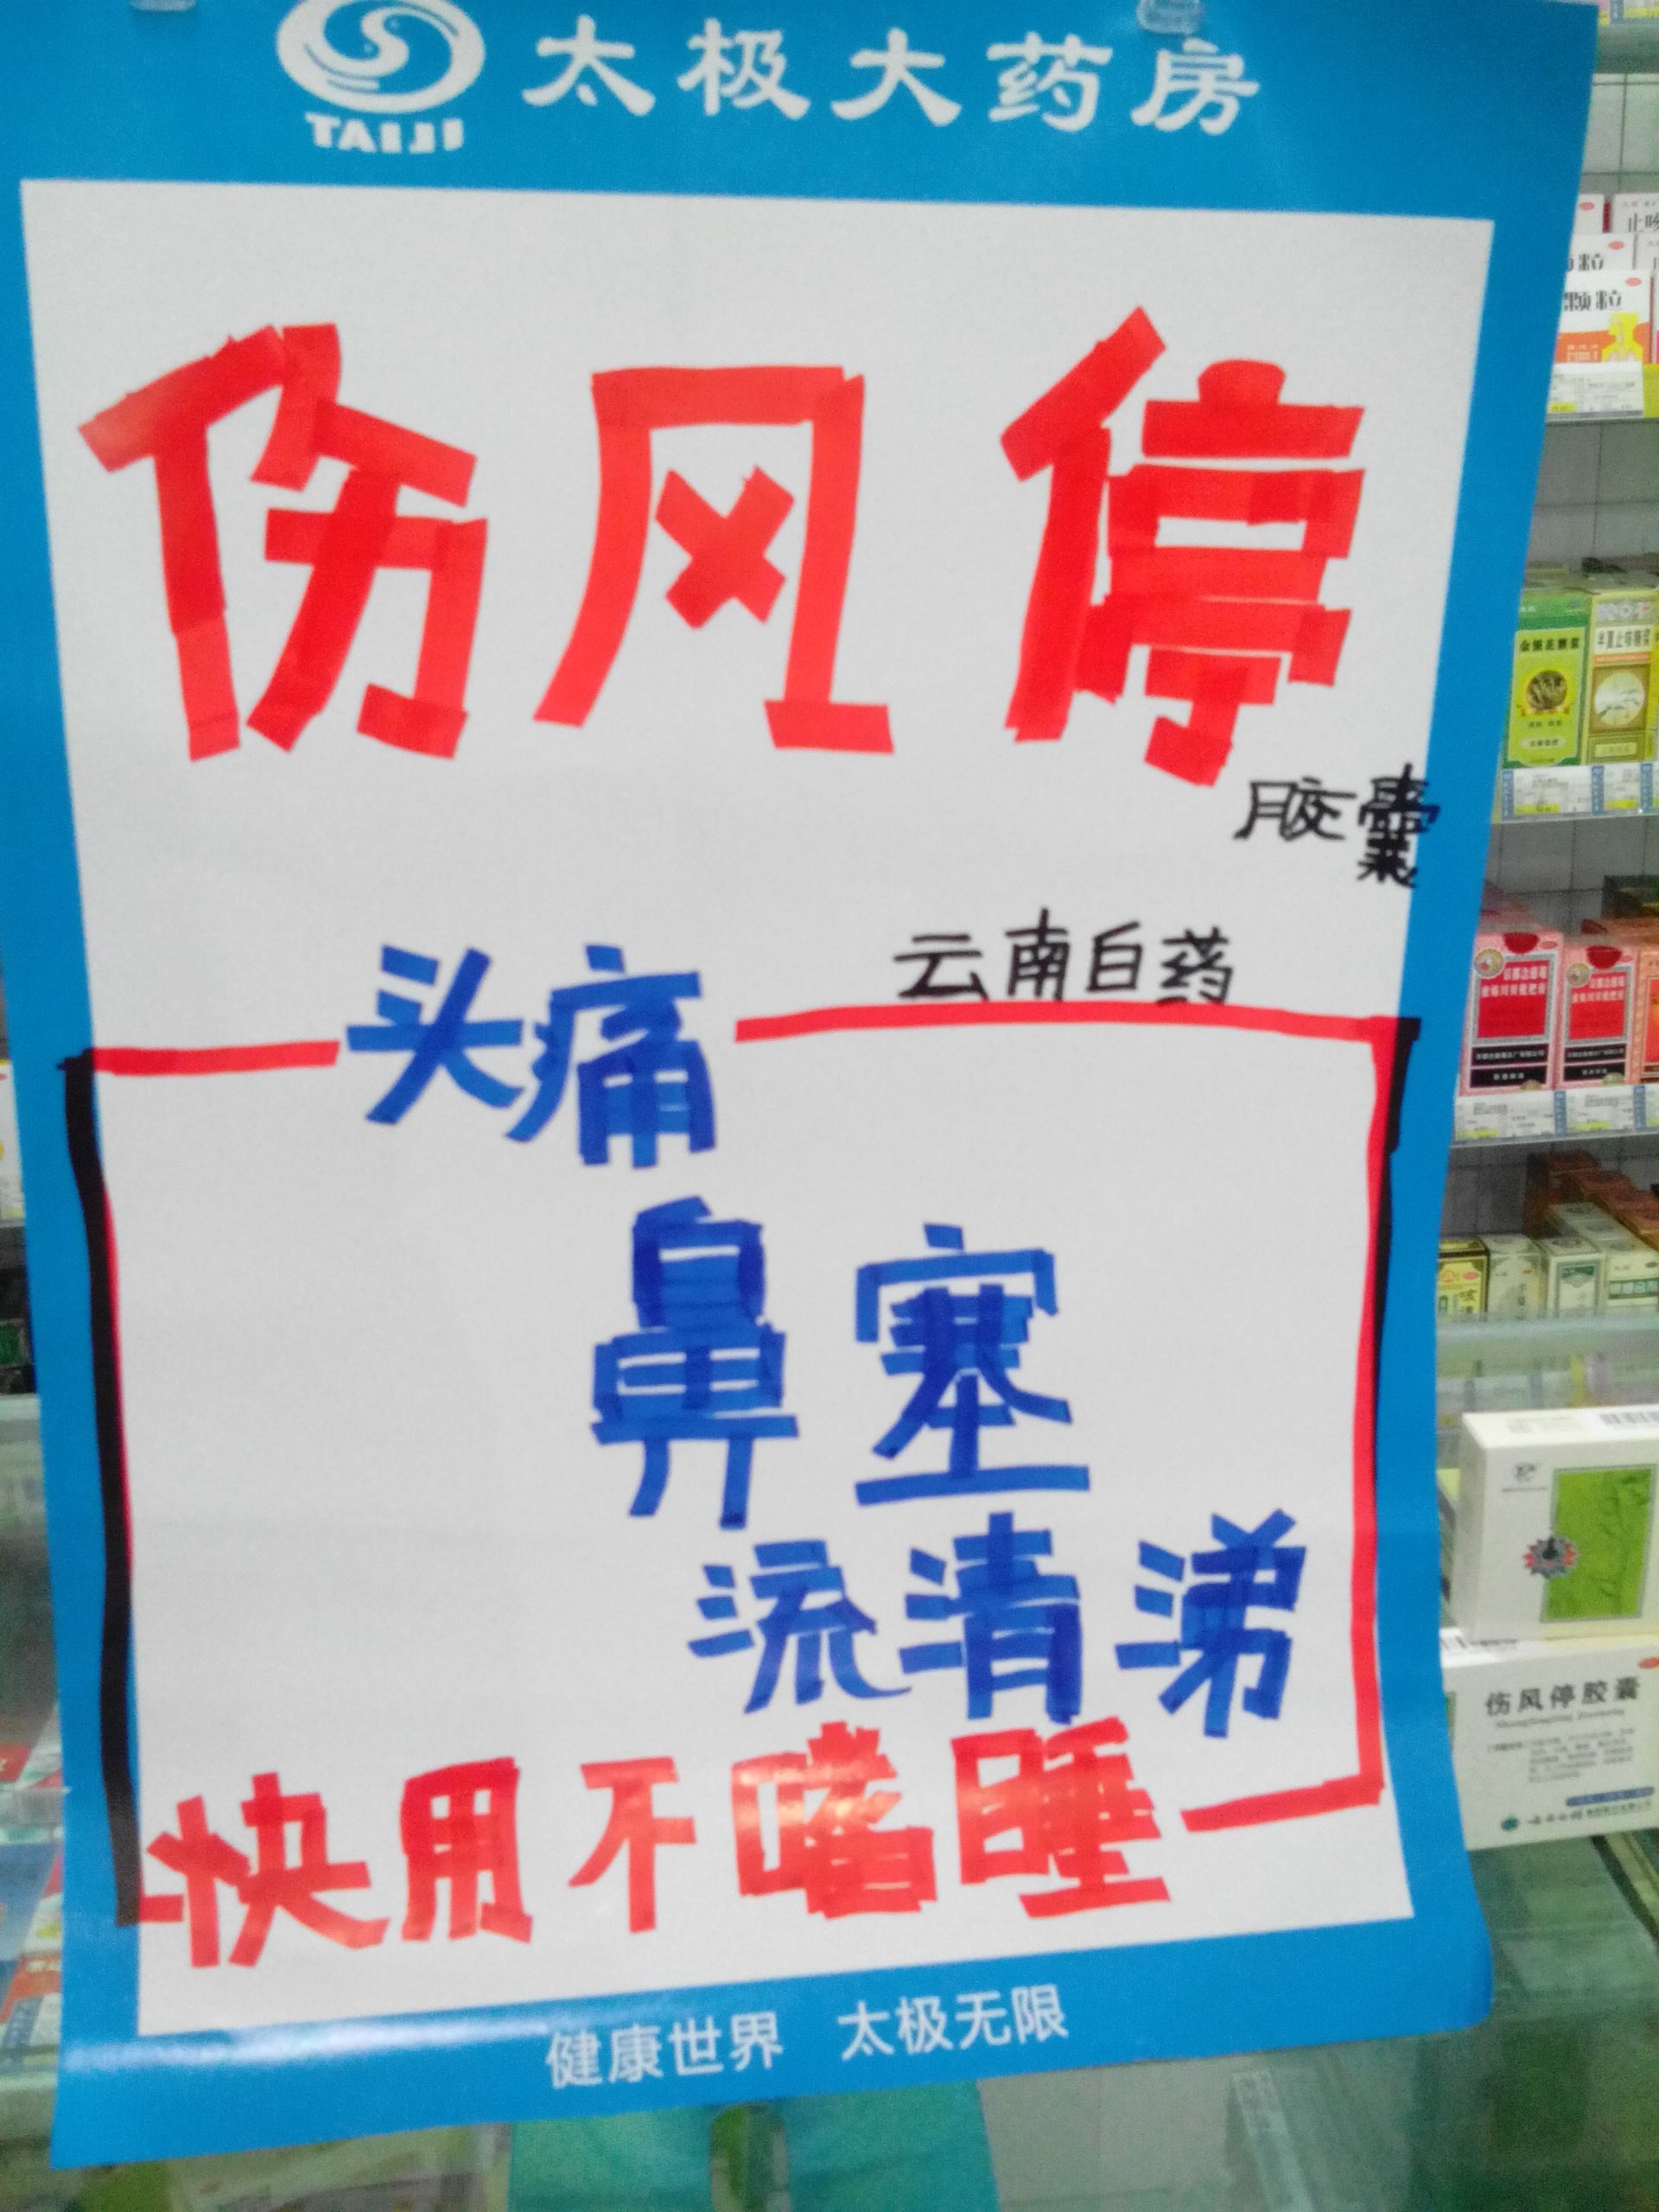 太极大药房
TAIJI
伤风停
胶囊
云南白药
头痛
鼻塞
流清涕
快用不嗜睡
健康世界 太极无限
颗粒
伤风停胶囊